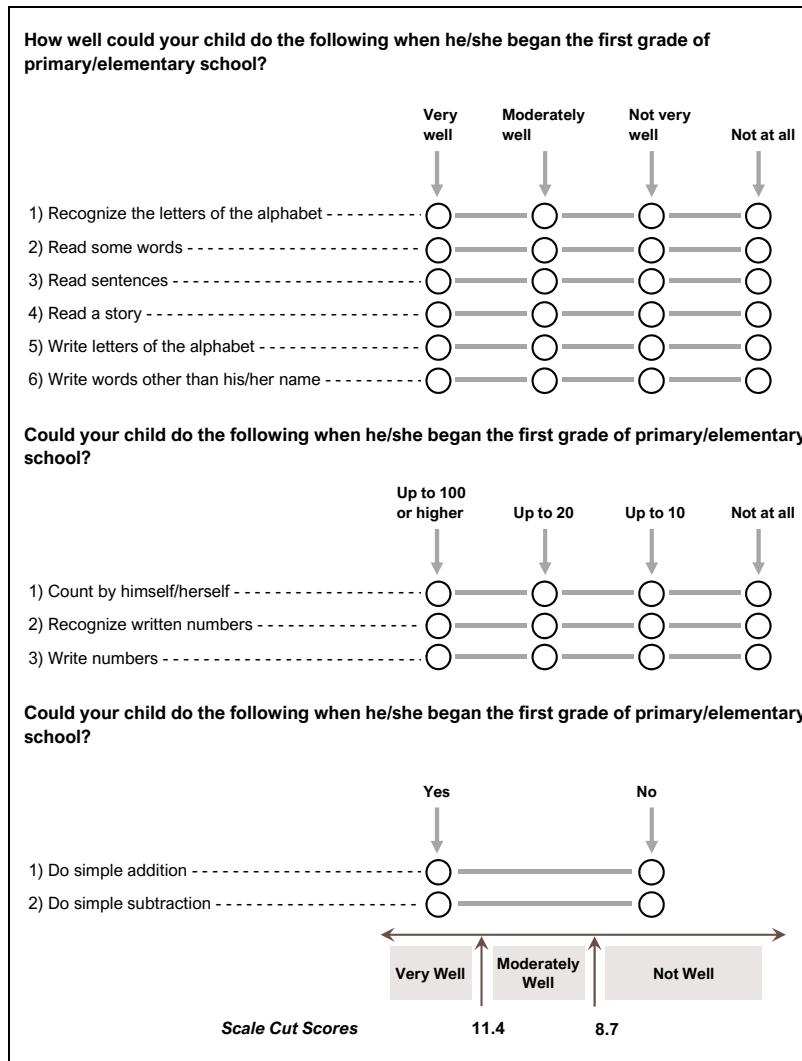 How well could your child do the following when he/she began the first grade of
primary/elementary school?
Very well
Moderately well
Not very well
Not at all
1) Recognize the letters of the alphabet
2) Read some words
3) Read sentences
4) Read a story
5) Write letters of the alphabet
6) Write words other than his/her name
Could your child do the following when he/she began the first grade of primary/elementary
school?
Up to 100 or higher
Up to 20
Up to 10
Not at all
1) Count by himself/herself
2) Recognize written numbers
3) Write numbers
Could your child do the following when he/she began the first grade of primary/elementary
school?
Yes
No
1) Do simple addition
2) Do simple subtraction
Very Well
Moderately Well
Not Well
Scale Cut Scores 11.4 8.7